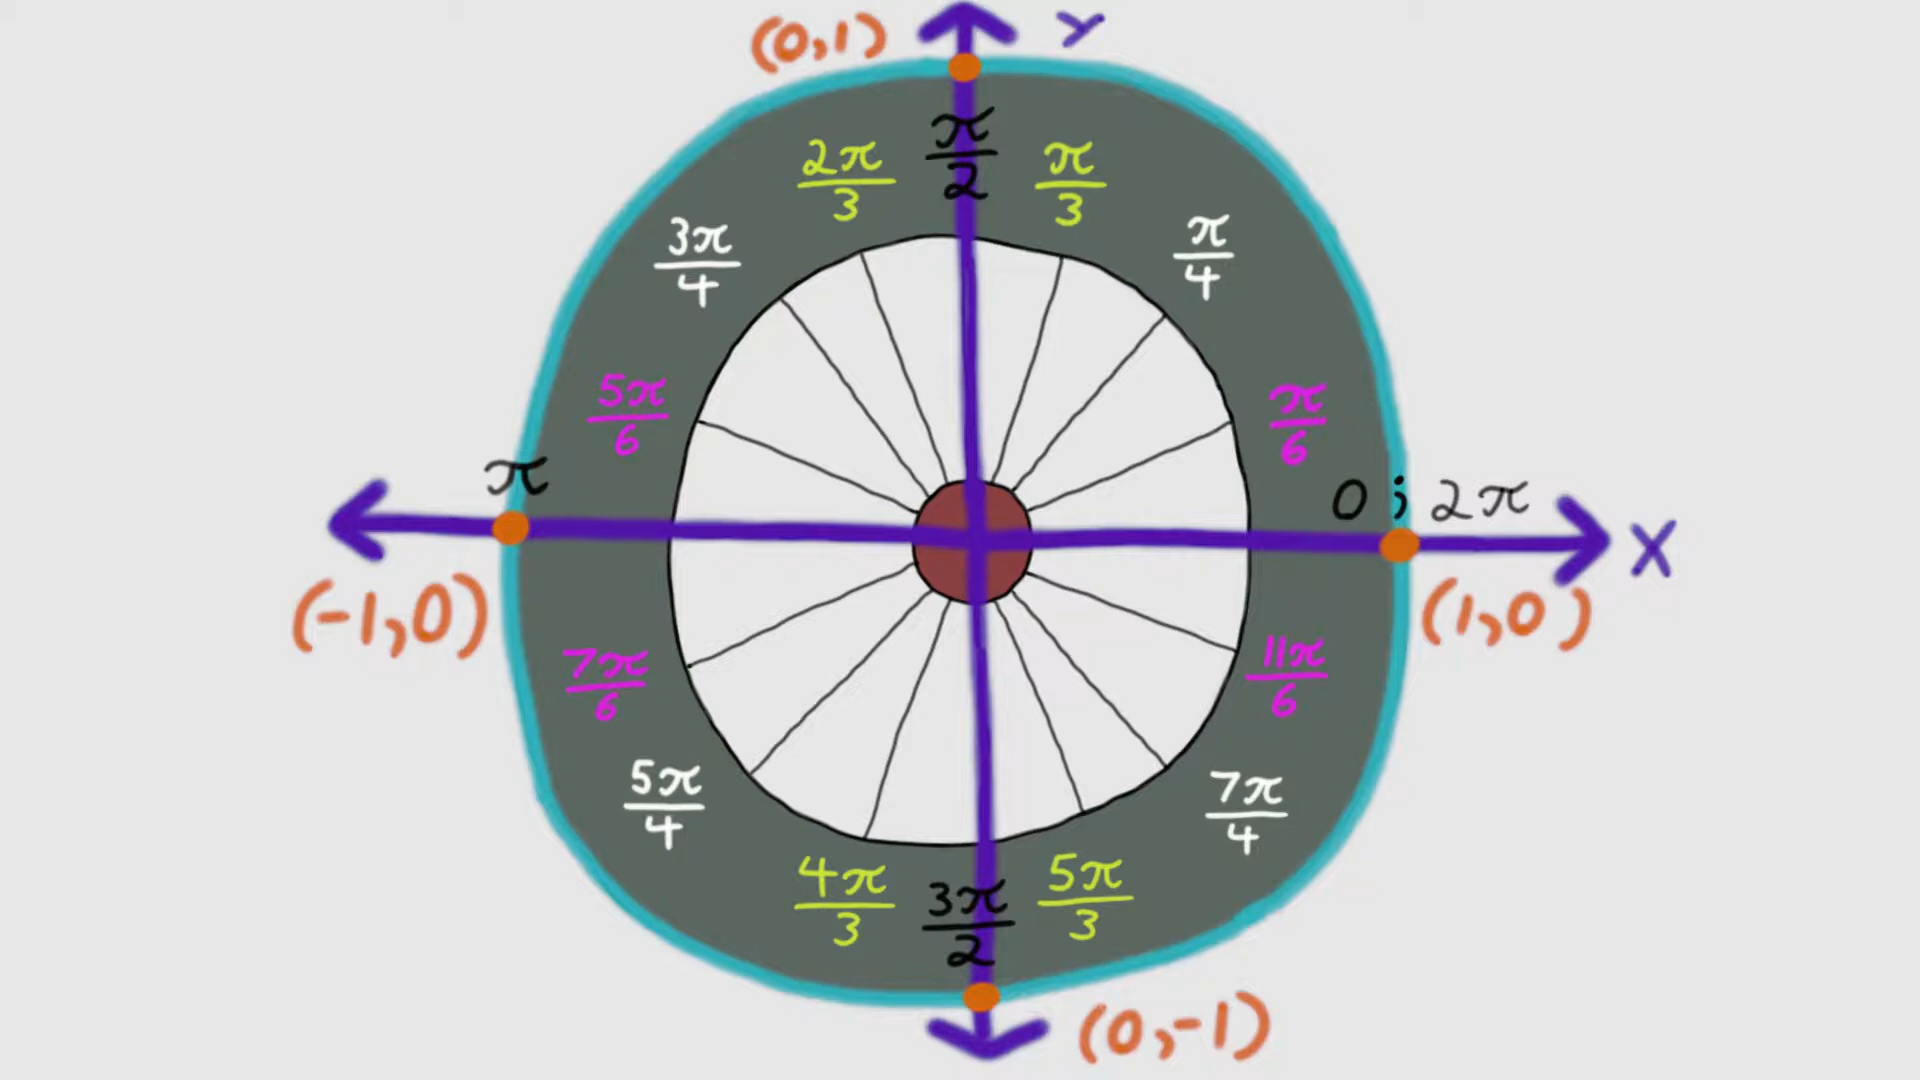 (0,1)
Y
π/2
2π/3
π/3
3π/4
π/4
5π/6
π/6
π
0 ; 2π
X
(-1,0)
(1,0)
7π/6
11π/6
5π/4
7π/4
4π/3
3π/2
5π/3
(0,-1)